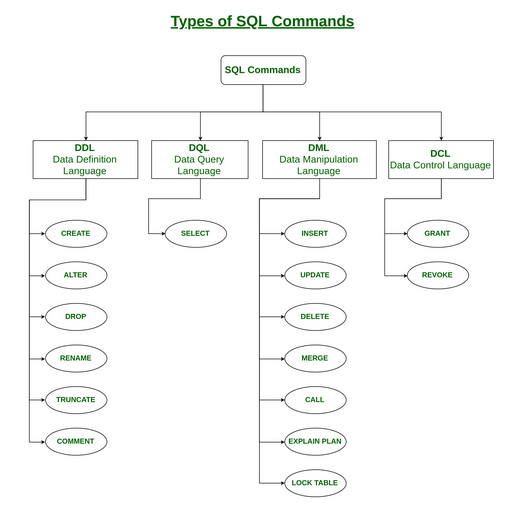 Types of SQL Commands
SQL Commands
DDL
Data Definition
Language
DQL
Data Query
Language
DML
Data Manipulation
Language
DCL
Data Control Language
CREATE
ALTER
DROP
RENAME
TRUNCATE
COMMENT
SELECT
INSERT
UPDATE
DELETE
MERGE
CALL
EXPLAIN PLAN
LOCK TABLE
GRANT
REVOKE